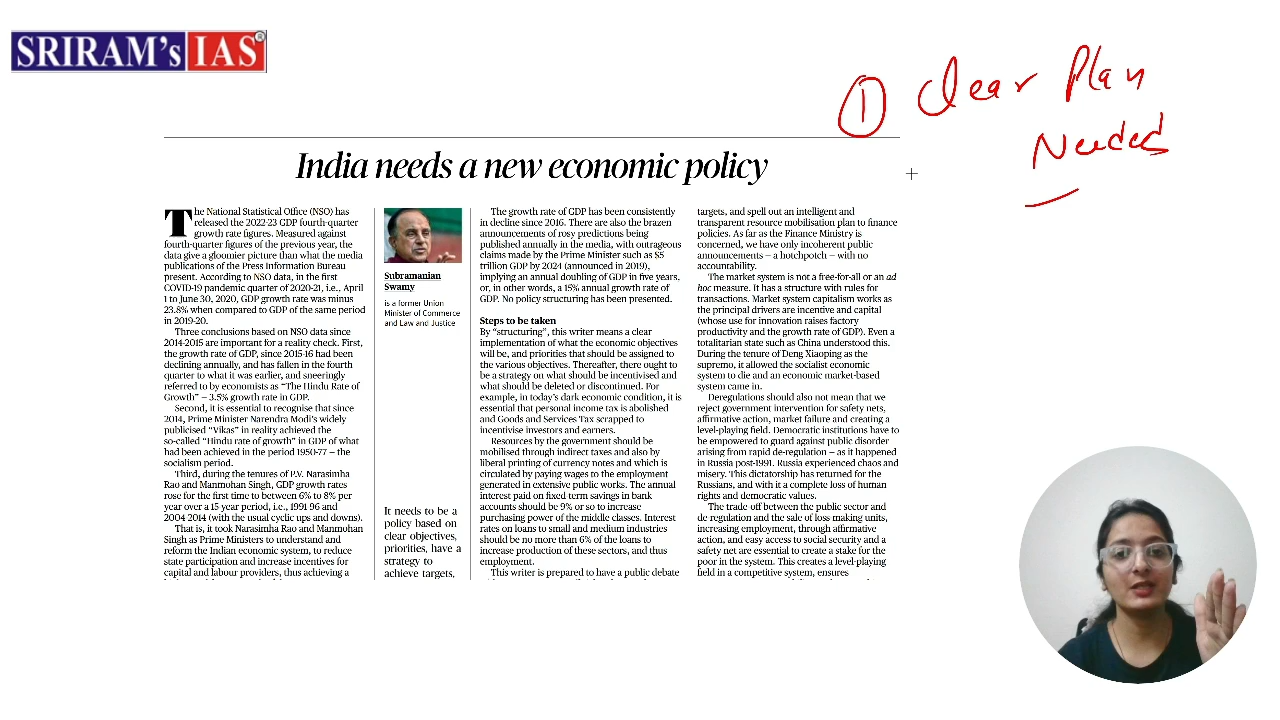 SRIRAM's IAS®
① Clear Plan
Needed
India needs a new economic policy
The National Statistical Office (NSO) has
released the 2022-23 GDP fourth-quarter
growth rate figures. Measured against
fourth-quarter figures of the previous year, the
data give a gloomier picture than what the media
publications of the Press Information Bureau
present. According to NSO data, in the first
COVID-19 pandemic quarter of 2020-21, i.e., April
1 to June 30, 2020, GDP growth rate was minus
23.8% when compared to GDP of the same period
in 2019-20.
Three conclusions based on NSO data since
2014-2015 are important for a reality check. First,
the growth rate of GDP, since 2015-16 had been
declining annually, and has fallen in the fourth
quarter to what it was earlier, and sneeringly
referred to by economists as “The Hindu Rate of
Growth” – 3.5% growth rate in GDP.
Second, it is essential to recognise that since
2014, Prime Minister Narendra Modi’s widely
publicised “Vikas” in reality achieved the
so-called “Hindu rate of growth” in GDP of what
had been achieved in the period 1950-77 – the
socialism period.
Third, during the tenures of P.V. Narasimha
Rao and Manmohan Singh, GDP growth rates
rose for the first time to between 6% to 8% per
year over a 15 year period, i.e., 1991 96 and
2004 2014 (with the usual cyclic ups and downs).
That is, it took Narasimha Rao and Manmohan
Singh as Prime Ministers to understand and
reform the Indian economic system, to reduce
state participation and increase incentives for
capital and labour providers, thus achieving a
Subramanian
Swamy
is a former Union
Minister of Commerce
and Law and Justice
It needs to be a
policy based on
clear objectives,
priorities, have a
strategy to
achieve targets,
The growth rate of GDP has been consistently
in decline since 2016. There are also the brazen
announcements of rosy predictions being
published annually in the media, with outrageous
claims made by the Prime Minister such as $5
trillion GDP by 2024 (announced in 2019),
implying an annual doubling of GDP in five years,
or, in other words, a 15% annual growth rate of
GDP. No policy structuring has been presented.
Steps to be taken
By “structuring”, this writer means a clear
implementation of what the economic objectives
will be, and priorities that should be assigned to
the various objectives. Thereafter, there ought to
be a strategy on what should be incentivised and
what should be deleted or discontinued. For
example, in today’s dark economic condition, it is
essential that personal income tax is abolished
and Goods and Services Tax scrapped to
incentivise investors and earners.
Resources by the government should be
mobilised through indirect taxes and also by
liberal printing of currency notes and which is
circulated by paying wages to the employment
generated in extensive public works. The annual
interest paid on fixed term savings in bank
accounts should be 9% or so to increase
purchasing power of the middle classes. Interest
rates on loans to small and medium industries
should be no more than 6% of the loans to
increase production of these sectors, and thus
employment.
This writer is prepared to have a public debate
targets, and spell out an intelligent and
transparent resource mobilisation plan to finance
policies. As far as the Finance Ministry is
concerned, we have only incoherent public
announcements – a hotchpotch – with no
accountability.
The market system is not a free-for-all or an ad
hoc measure. It has a structure with rules for
transactions. Market system capitalism works as
the principal drivers are incentive and capital
(whose use for innovation raises factory
productivity and the growth rate of GDP). Even a
totalitarian state such as China understood this.
During the tenure of Deng Xiaoping as the
supremo, it allowed the socialist economic
system to die and an economic market-based
system came in.
Deregulations should also not mean that we
reject government intervention for safety nets,
affirmative action, market failure and creating a
level-playing field. Democratic institutions have to
be empowered to guard against public disorder
arising from rapid de-regulation – as it happened
in Russia post-1991. Russia experienced chaos and
misery. This dictatorship has returned for the
Russians, and with it a complete loss of human
rights and democratic values.
The trade off between the public sector and
de regulation and the sale of loss making units,
increasing employment, through affirmative
action, and easy access to social security and a
safety net are essential to create a stake for the
poor in the system. This creates a level-playing
field in a competitive system, ensures